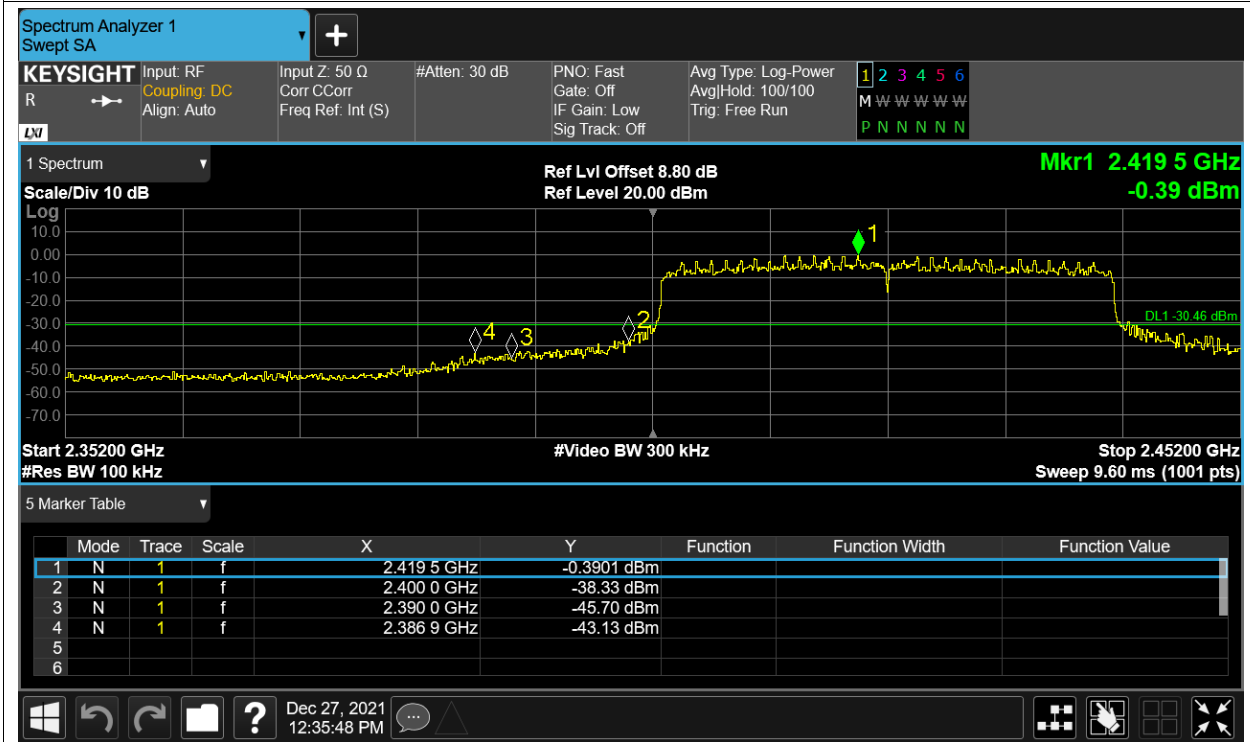 Spectrum Analyzer 1
Swept SA
+
KEYSIGHT Input: RF Input Z: 50 Ω #Atten: 30 dB PNO: Fast Avg Type: Log-Power 1 2 3 4 5 6
R Coupling: DC Corr CCorr Gate: Off Avg|Hold: 100/100 M W W W W W
Align: Auto Freq Ref: Int (S) IF Gain: Low Trig: Free Run
LXI Sig Track: Off P N N N N N
1 Spectrum Ref Lvl Offset 8.80 dB Mkr1 2.419 5 GHz
Scale/Div 10 dB Ref Level 20.00 dBm -0.39 dBm
Log
10.0
1
0.00
-10.0
-20.0
-30.0
2
DL1 -30.46 dBm
4
3
-40.0
-50.0
-60.0
-70.0
Start 2.35200 GHz #Video BW 300 kHz Stop 2.45200 GHz
#Res BW 100 kHz Sweep 9.60 ms (1001 pts)
5 Marker Table
Mode Trace Scale X Y Function Function Width Function Value
1 N 1 f 2.419 5 GHz -0.3901 dBm
2 N 1 f 2.400 0 GHz -38.33 dBm
3 N 1 f 2.390 0 GHz -45.70 dBm
4 N 1 f 2.386 9 GHz -43.13 dBm
5
6
? Dec 27, 2021
12:35:48 PM